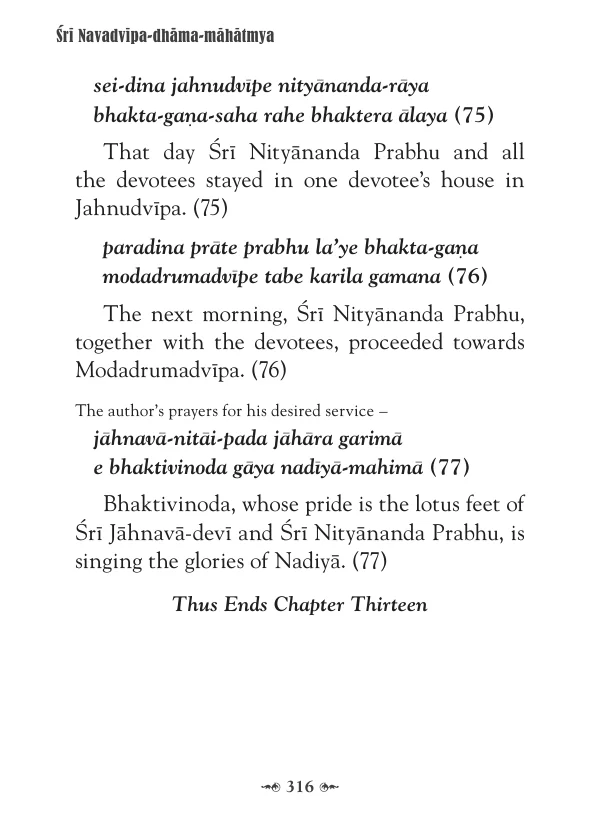 Śrī Navadvīpa-dhāma-māhātmya
sei-dina jahnudvīpe nityānanda-rāya
bhakta-gaṇa-saha rahe bhaktera ālaya (75)
That day Śrī Nityānanda Prabhu and all
the devotees stayed in one devotee’s house in
Jahnudvīpa. (75)
paradina prāte prabhu la’ye bhakta-gaṇa
modadrumadvīpe tabe karila gamana (76)
The next morning, Śrī Nityānanda Prabhu,
together with the devotees, proceeded towards
Modadrumadvīpa. (76)
The author’s prayers for his desired service –
jāhnavā-nitāi-pada jāhāra garimā
e bhaktivinoda gāya nadīyā-mahimā (77)
Bhaktivinoda, whose pride is the lotus feet of
Śrī Jāhnavā-devī and Śrī Nityānanda Prabhu, is
singing the glories of Nadiyā. (77)
Thus Ends Chapter Thirteen
316